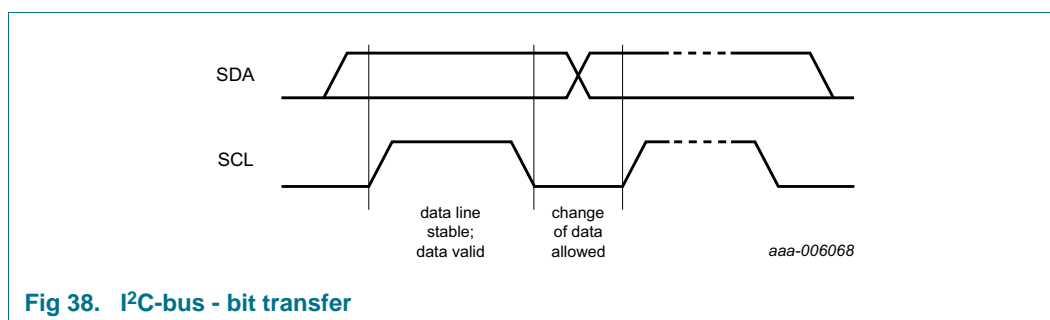 SDA
SCL
data line
stable;
data valid
change
of data
allowed
aaa-006068
Fig 38. I²C-bus - bit transfer